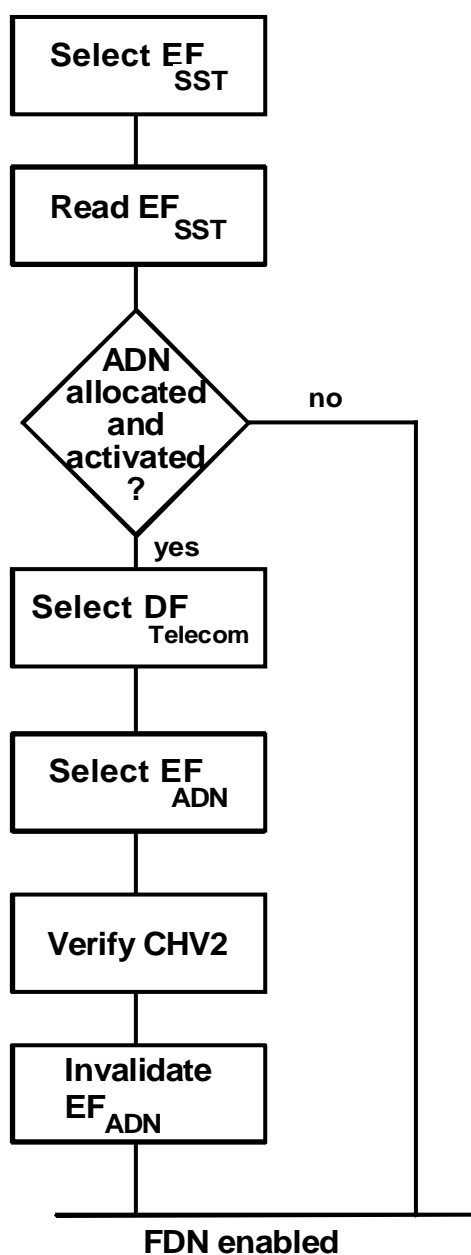 Select EF
SST
Read EF
SST
ADN
allocated
and
activated
?
no
yes
Select DF
Telecom
Select EF
ADN
Verify CHV2
Invalidate
EF ADN
FDN enabled